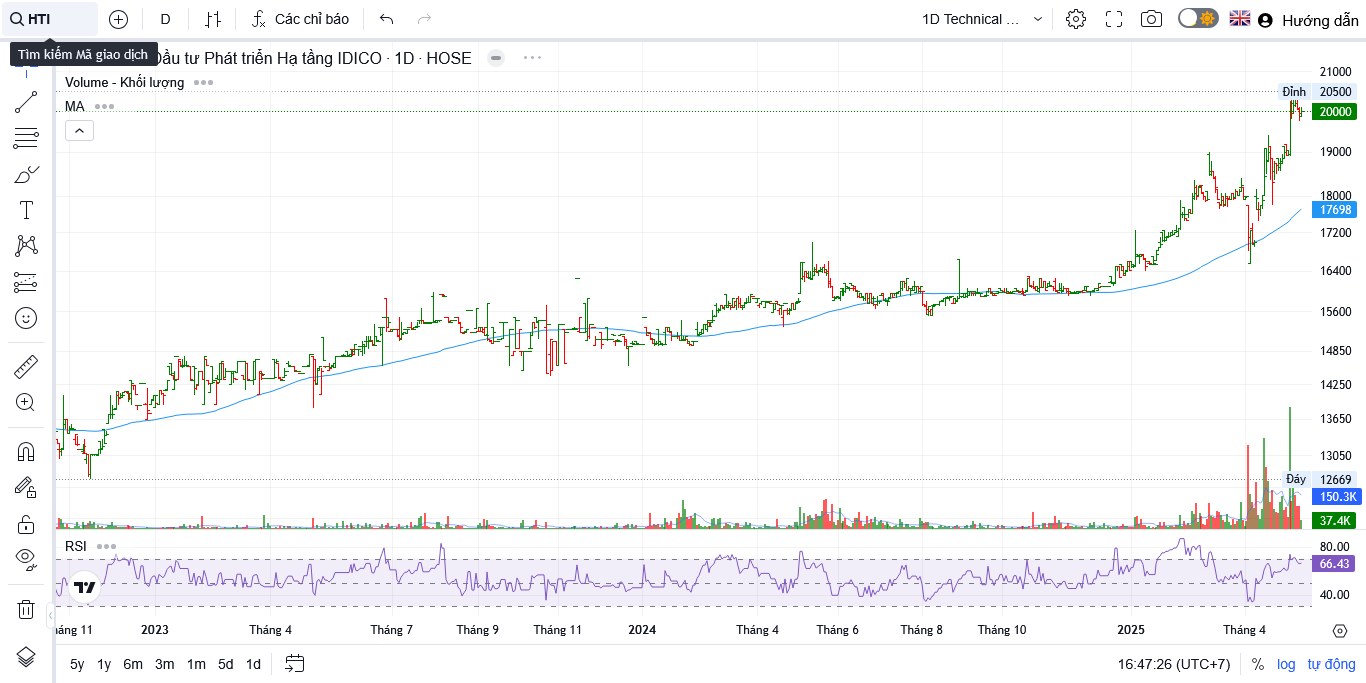 HTI
D
Các chỉ báo
1D Technical ...
Hướng dẫn
Tìm kiếm Mã giao dịch
Đầu tư Phát triển Hạ tầng IDICO · 1D · HOSE
Volume - Khối lượng
MA
21000
Đỉnh 20500
20000
19000
18000
17698
17200
16400
15600
14850
14250
13650
13050
Đáy 12669
150.3K
37.4K
RSI
80.00
66.43
40.00
háng 11 2023 Tháng 4 Tháng 7 Tháng 9 Tháng 11 2024 Tháng 4 Tháng 6 Tháng 8 Tháng 10 2025 Tháng 4
5y 1y 6m 3m 1m 5d 1d
16:47:26 (UTC+7) % log tự động